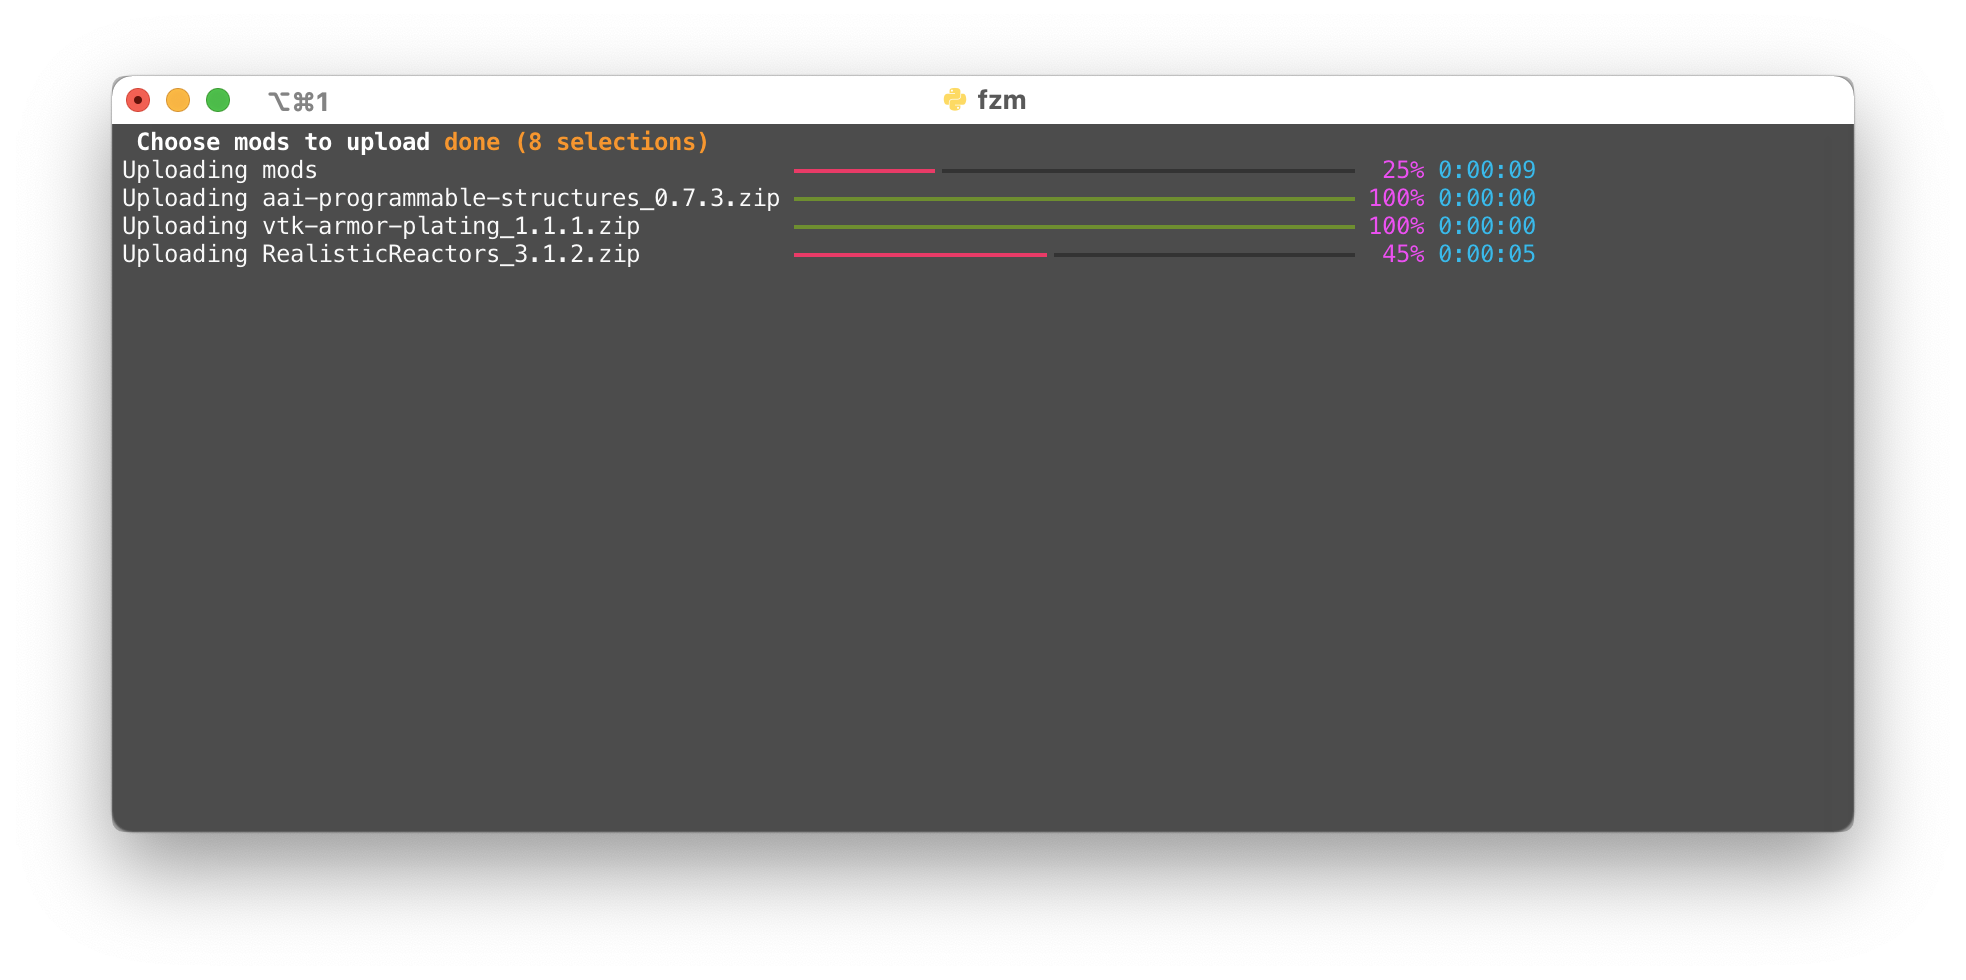 ⌥⌘1 fzm
Choose mods to upload done (8 selections)
Uploading mods 25% 0:00:09
Uploading aai-programmable-structures_0.7.3.zip 100% 0:00:00
Uploading vtk-armor-plating_1.1.1.zip 100% 0:00:00
Uploading RealisticReactors_3.1.2.zip 45% 0:00:05